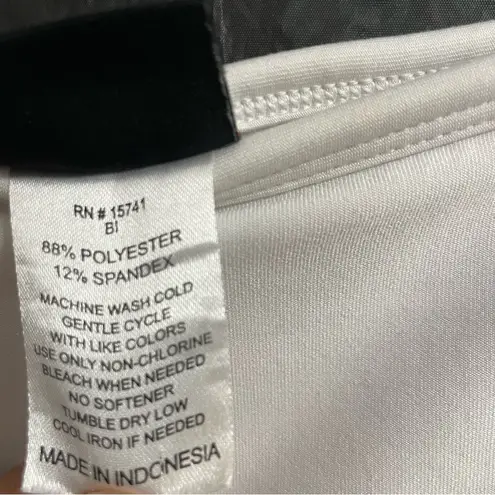 RN # 15741
BI
88% POLYESTER
12% SPANDEX
MACHINE WASH COLD
GENTLE CYCLE
WITH LIKE COLORS
USE ONLY NON-CHLORINE
BLEACH WHEN NEEDED
NO SOFTENER
TUMBLE DRY LOW
COOL IRON IF NEEDED
MADE IN INDONESIA